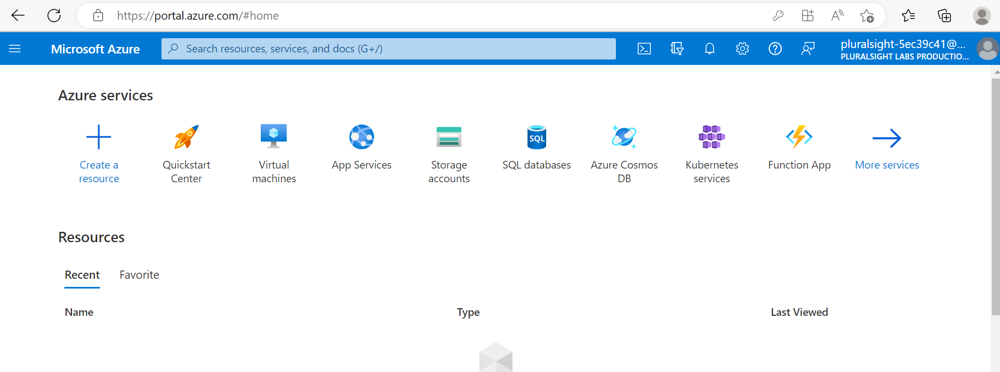 https://portal.azure.com/#home
Microsoft Azure
Search resources, services, and docs (G+/)
pluralsight-5ec39c41@...
PLURALSIGHT LABS PRODUCTIO...
Azure services
Create a
resource
Quickstart
Center
Virtual
machines
App Services
Storage
accounts
SQL
SQL databases
Azure Cosmos
DB
Kubernetes
services
Function App
More services
Resources
Recent
Favorite
Name
Type
Last Viewed